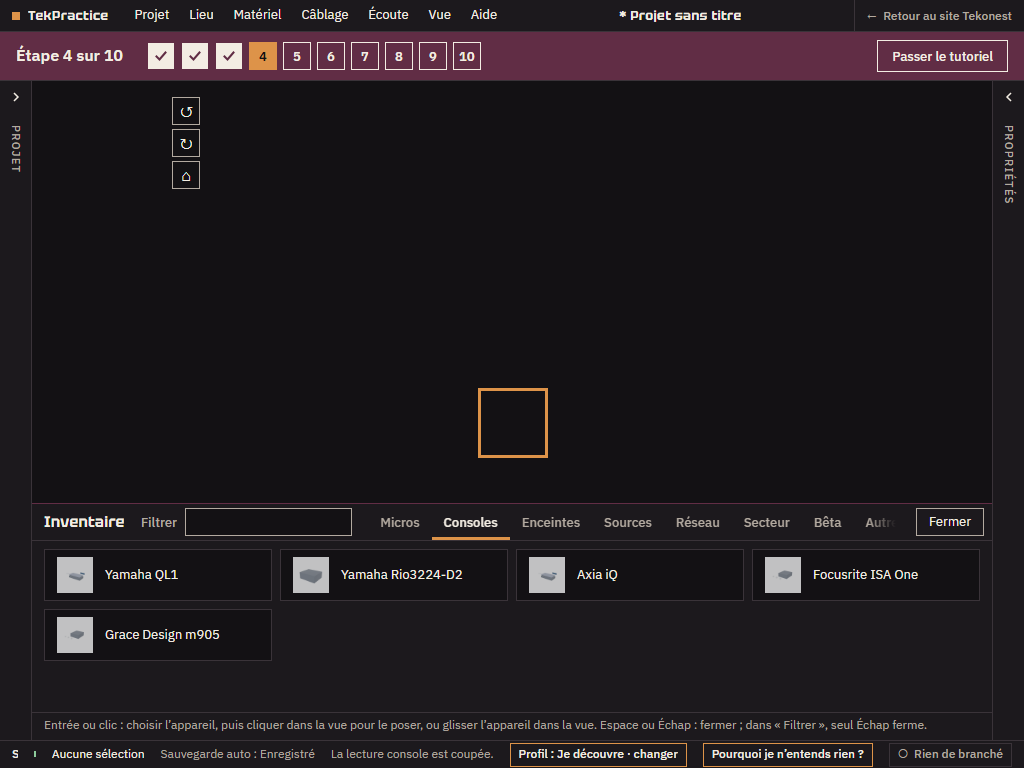 TekPractice Projet Lieu Matériel Câblage Écoute Vue Aide * Projet sans titre ← Retour au site Tekonest
Étape 4 sur 10 4 5 6 7 8 9 10 Passer le tutoriel
PROJET
PROPRIÉTÉS
Inventaire Filtrer Micros Consoles Enceintes Sources Réseau Secteur Bêta Autre Fermer
Yamaha QL1 Yamaha Rio3224-D2 Axia iQ Focusrite ISA One
Grace Design m905
Entrée ou clic : choisir l’appareil, puis cliquer dans la vue pour le poser, ou glisser l’appareil dans la vue. Espace ou Échap : fermer ; dans « Filtrer », seul Échap ferme.
S Aucune sélection Sauvegarde auto : Enregistré La lecture console est coupée. Profil : Je découvre · changer Pourquoi je n’entends rien ? Rien de branché